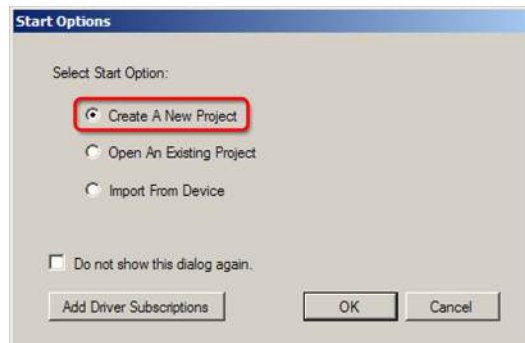 Start Options
Select Start Option:
Create A New Project
Open An Existing Project
Import From Device
Do not show this dialog again.
Add Driver Subscriptions
OK
Cancel